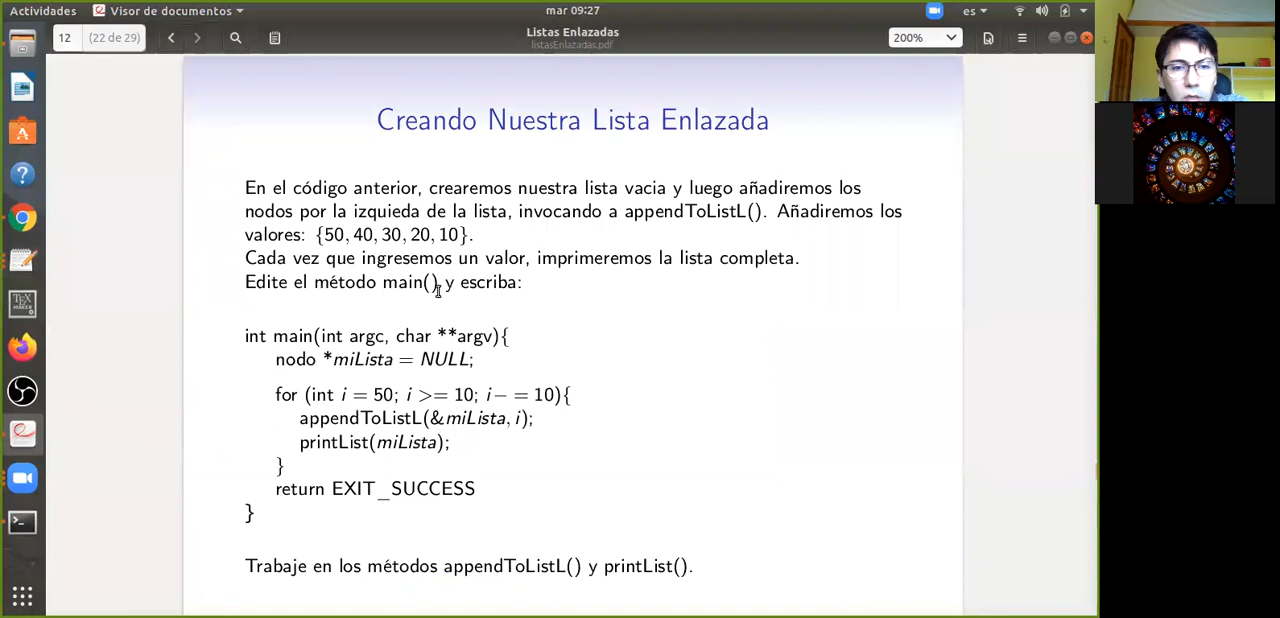 Actividades
Visor de documentos
mar 09:27
es
12
(22 de 29)
Listas Enlazadas
listasEnlazadas.pdf
200%
Creando Nuestra Lista Enlazada
En el código anterior, crearemos nuestra lista vacia y luego añadiremos los
nodos por la izquieda de la lista, invocando a appendToListL(). Añadiremos los
valores: {50, 40, 30, 20, 10}.
Cada vez que ingresemos un valor, imprimeremos la lista completa.
Edite el método main() y escriba:
int main(int argc, char **argv){
nodo *miLista = NULL;
for (int i = 50; i >= 10; i− = 10){
appendToListL(&miLista, i);
printList(miLista);
}
return EXIT_SUCCESS
}
Trabaje en los métodos appendToListL() y printList().